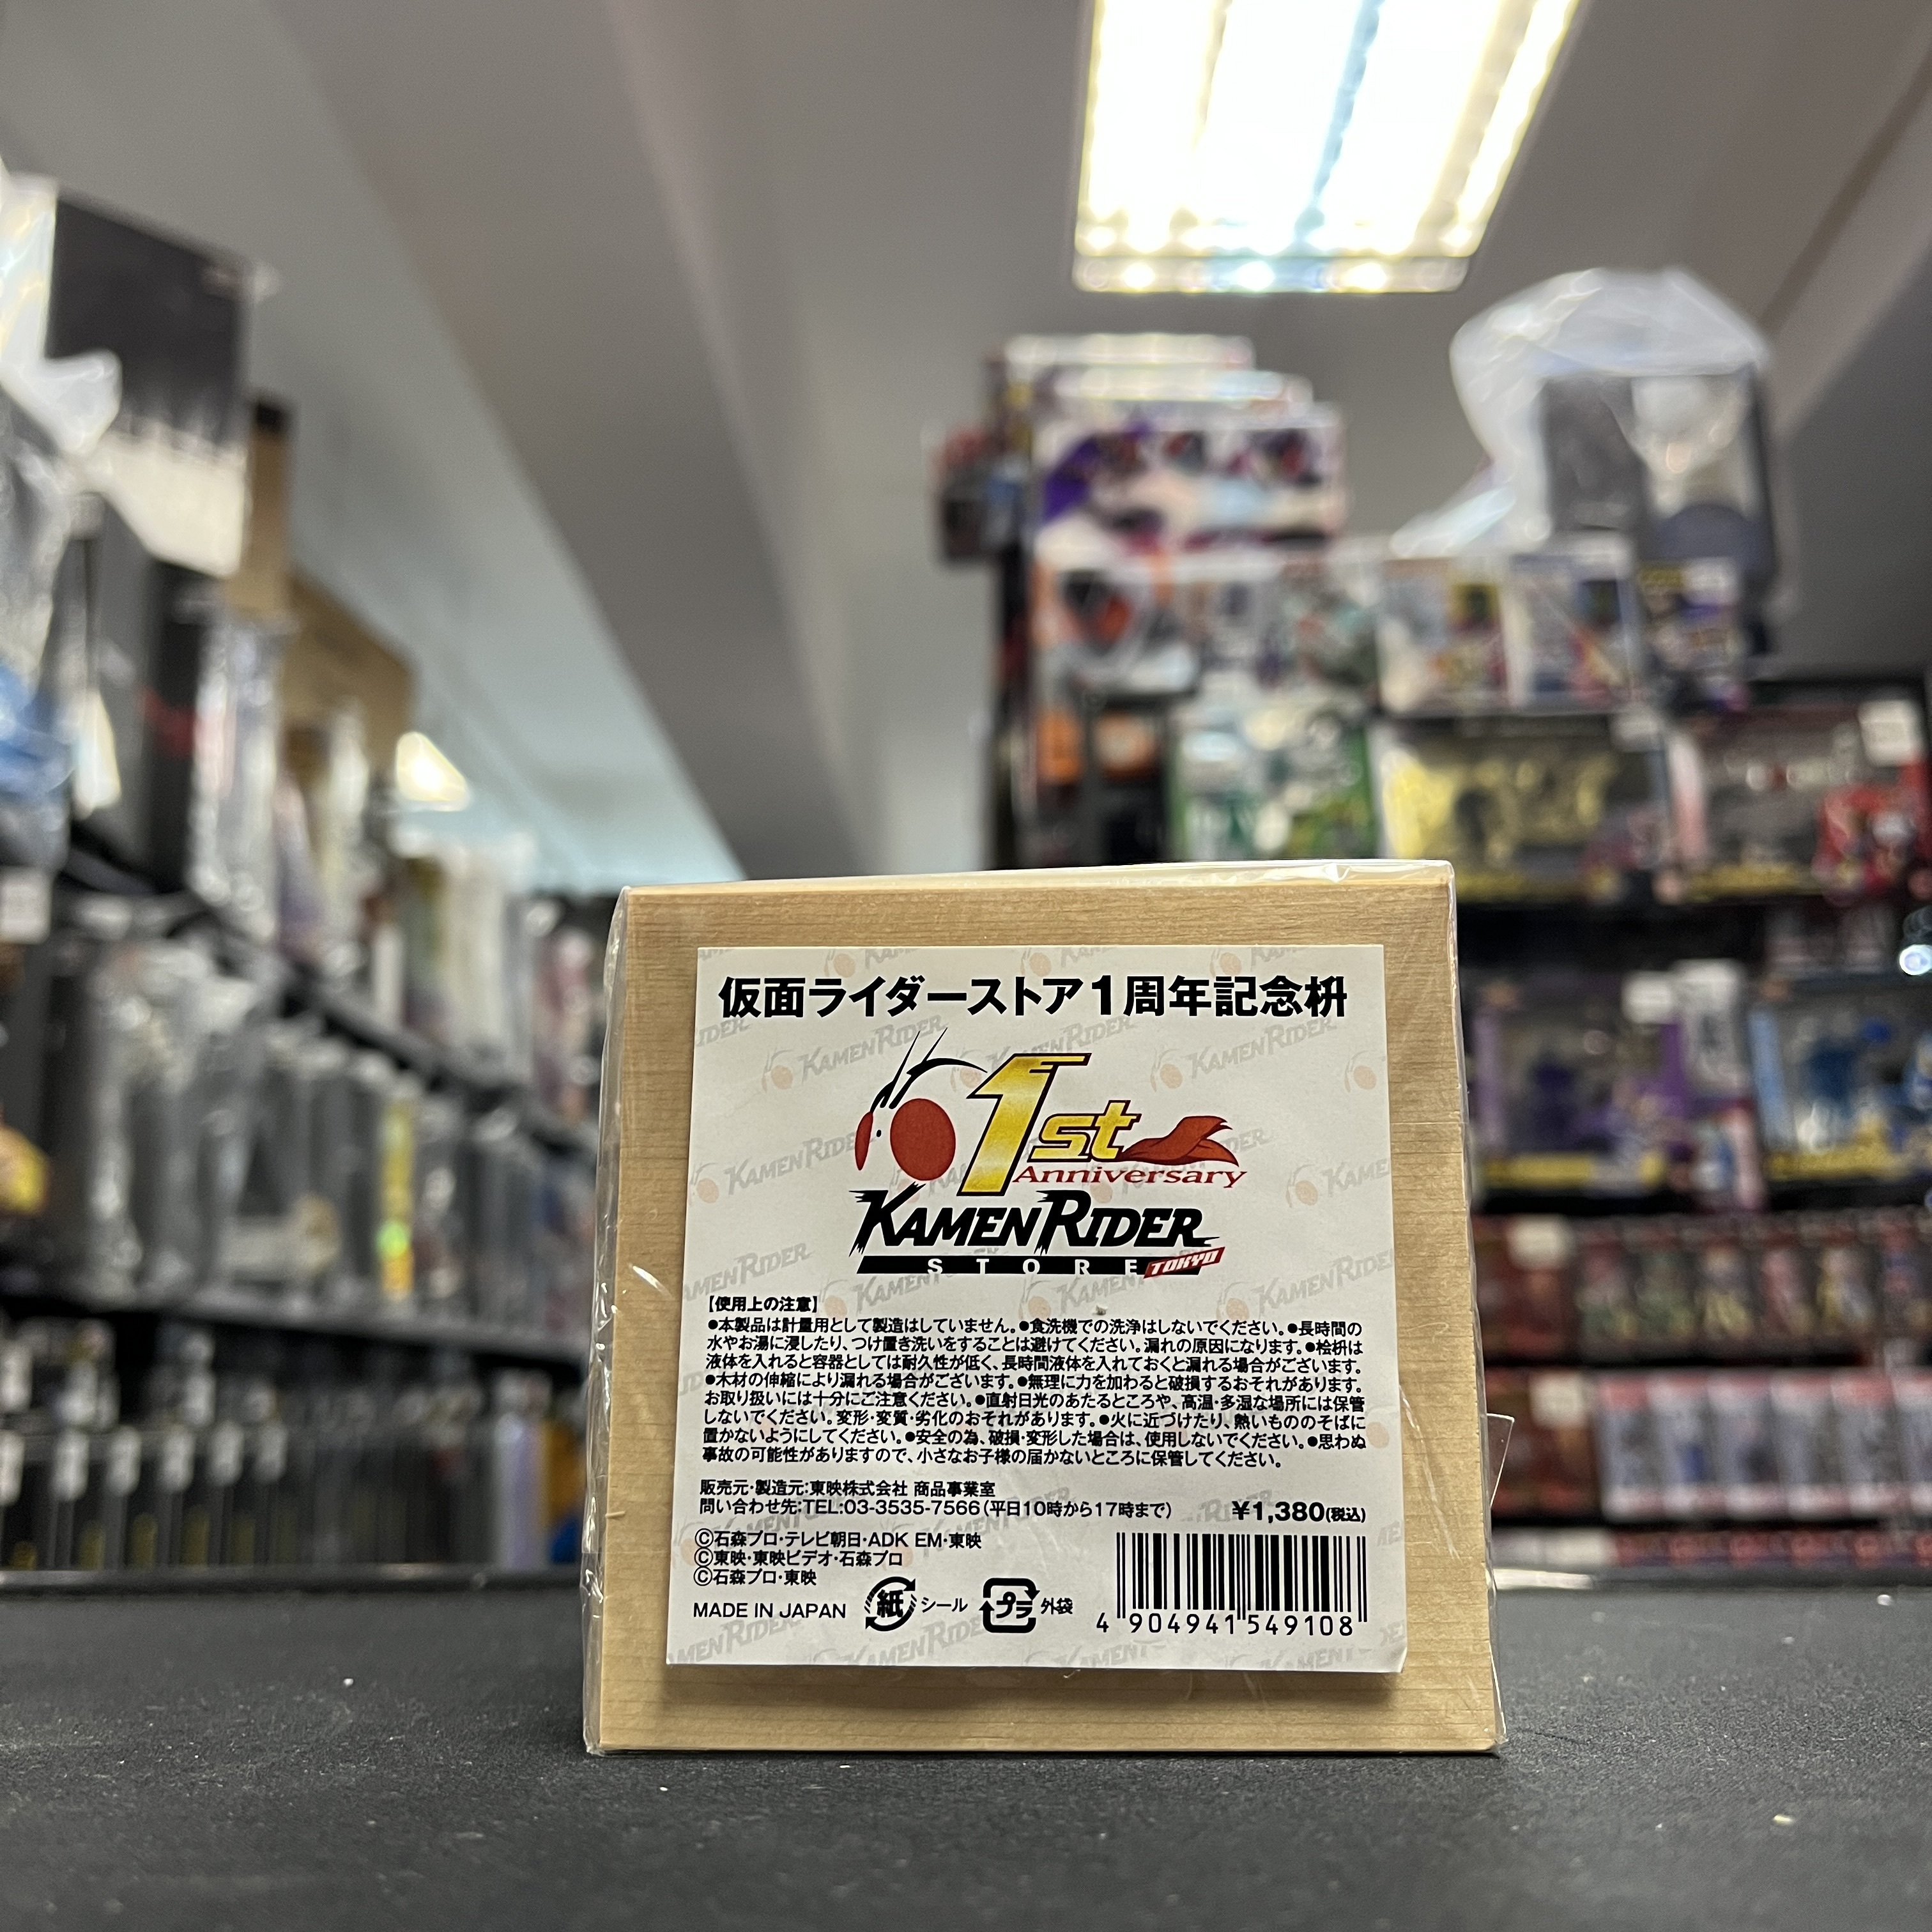 仮面ライダーストア1周年記念枡
1st
Anniversary
KAMEN RIDER
STORE TOKYO
【使用上の注意】
●本製品は計量用として製造はしていません。●食洗機での洗浄はしないでください。●長時間の
水やお湯に浸したり、つけ置き洗いをすることは避けてください。漏れの原因になります。●桧枡は
液体を入れると容器としては耐久性が低く、長時間液体を入れておくと漏れる場合がございます。
●木材の伸縮により漏れる場合がございます。●無理に力を加わると破損するおそれがあります。
お取り扱いには十分にご注意ください。●直射日光のあたるところや、高温・多湿な場所には保管
しないでください。変形・変質・劣化のおそれがあります。●火に近づけたり、熱いもののそばに
置かないようにしてください。●安全の為、破損・変形した場合は、使用しないでください。●思わぬ
事故の可能性がありますので、小さなお子様の届かないところに保管してください。
販売元・製造元:東映株式会社 商品事業室
問い合わせ先:TEL:03-3535-7566(平日10時から17時まで)
¥1,380(税込)
©石森プロ・テレビ朝日・ADK EM・東映
©東映・東映ビデオ・石森プロ
©石森プロ・東映
MADE IN JAPAN 紙 シール プラ 外袋
4 904941 549108